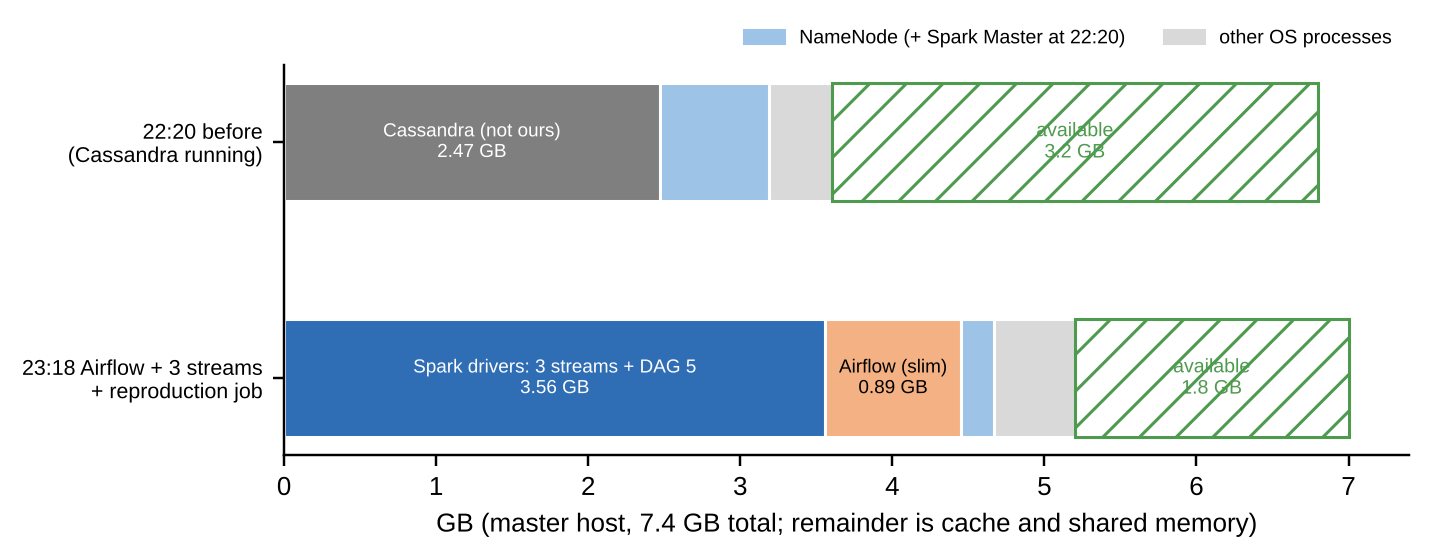 NameNode (+ Spark Master at 22:20)
other OS processes
22:20 before
(Cassandra running)
Cassandra (not ours)
2.47 GB
available
3.2 GB
23:18 Airflow + 3 streams
+ reproduction job
Spark drivers: 3 streams + DAG 5
3.56 GB
Airflow (slim)
0.89 GB
available
1.8 GB
0 1 2 3 4 5 6 7
GB (master host, 7.4 GB total; remainder is cache and shared memory)